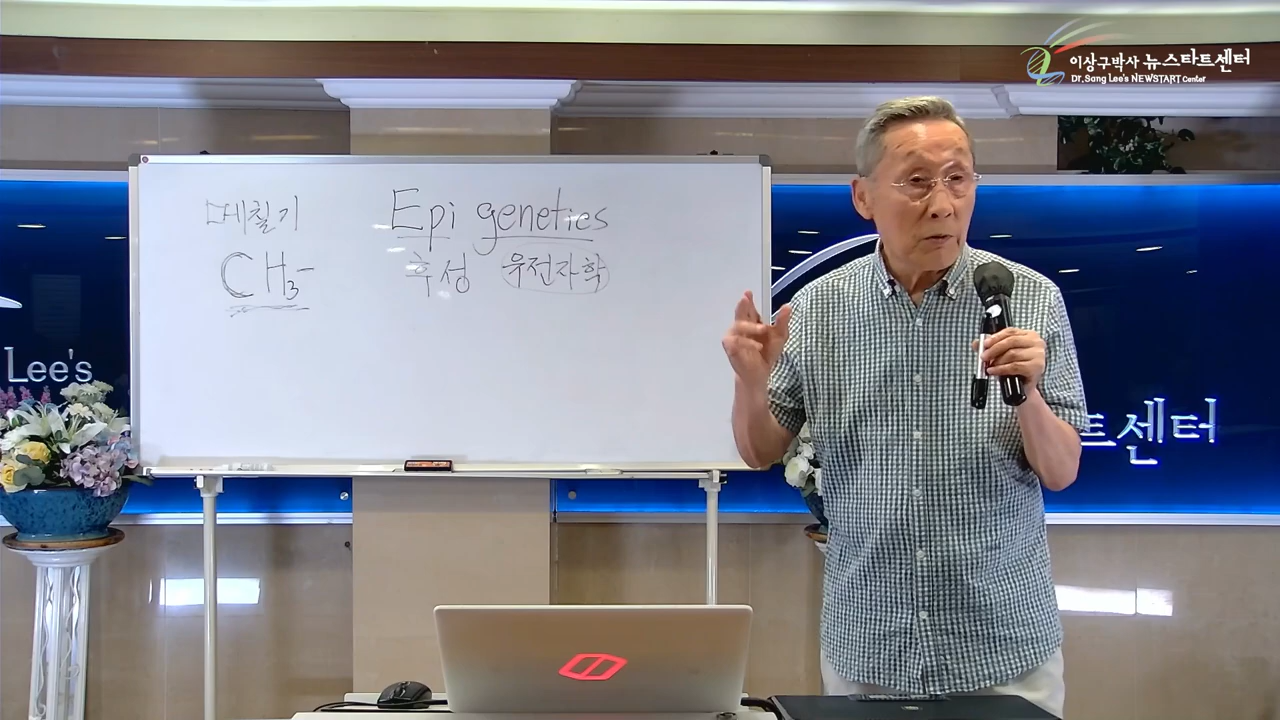 이상구박사 뉴스타트센터
Dr. Sang Lee's NEWSTART Center
메칠기
Epi genetics
CH₃-
후성 유전자학
Lee's
트센터